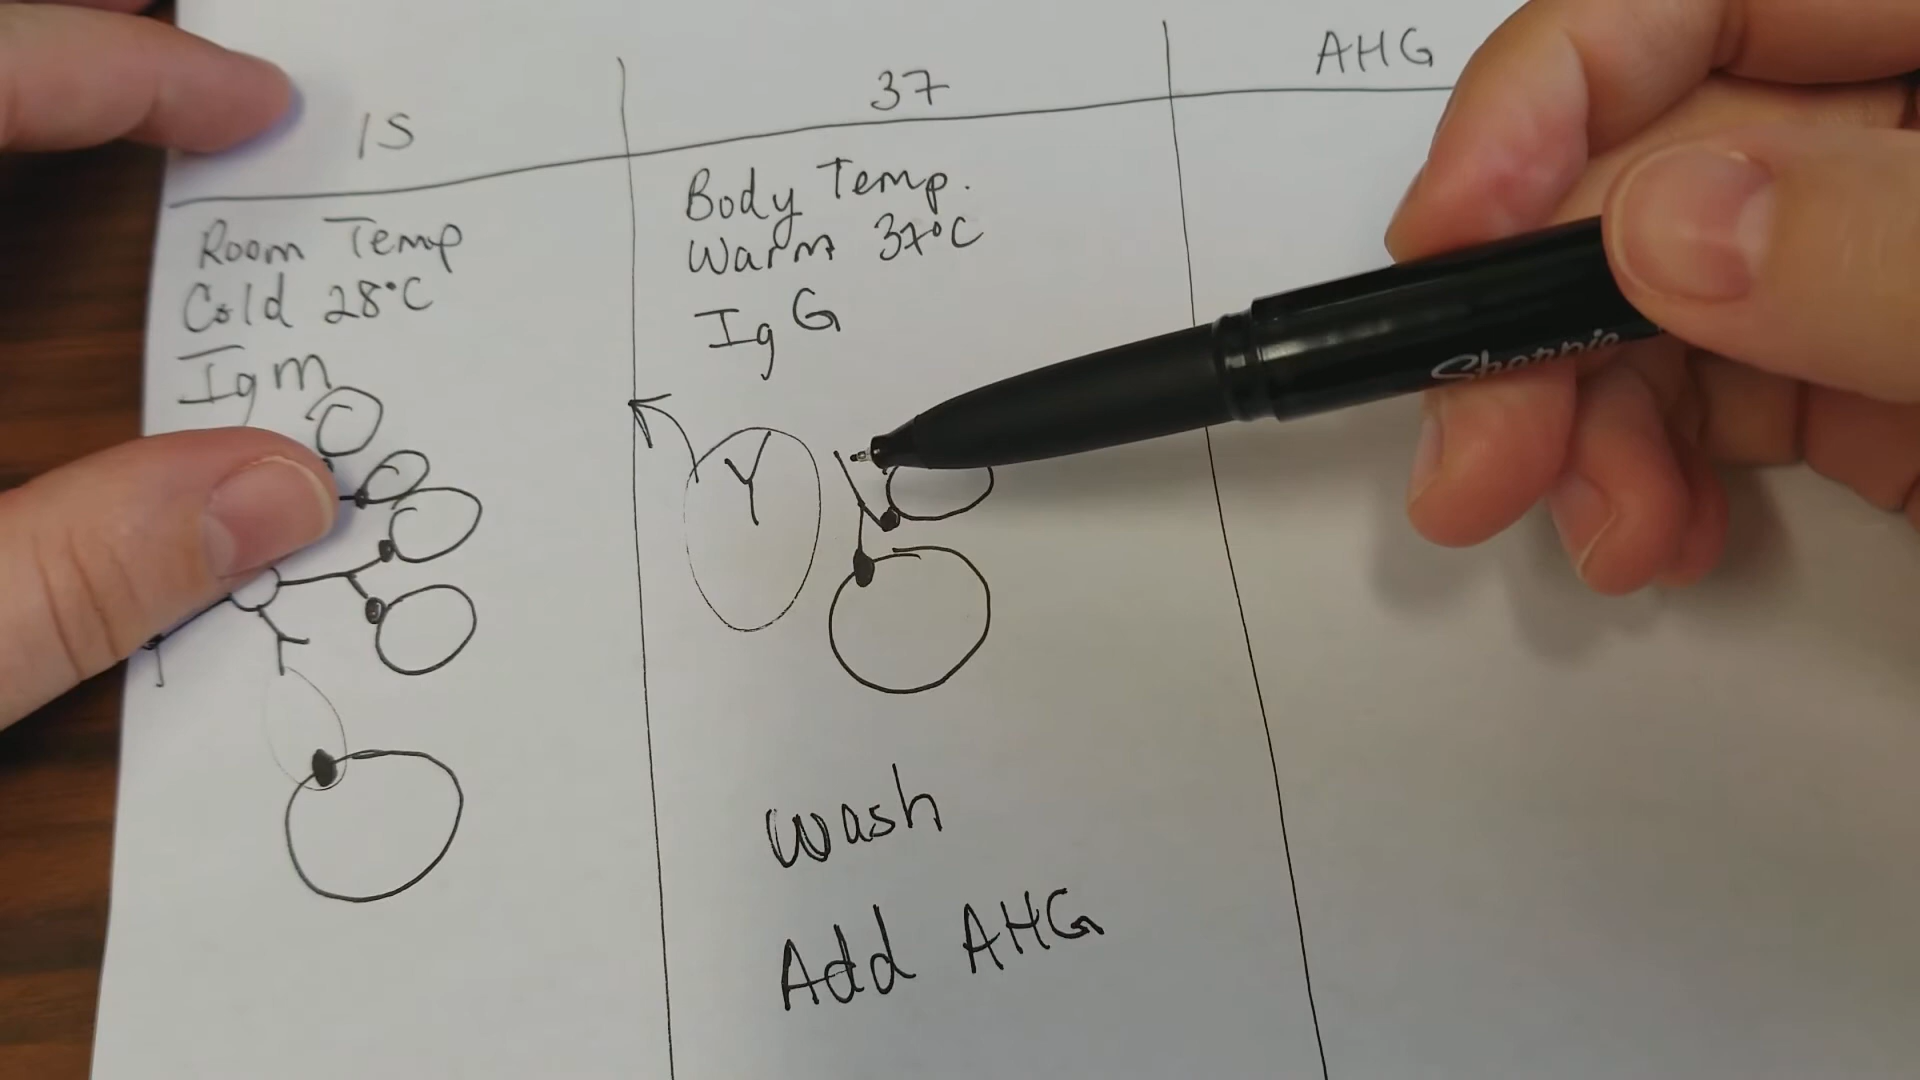 IS
37
AHG
Room Temp
Cold 28°C
IgM
Body Temp.
Warm 37°C
IgG
Wash
Add AHG
Sharpie